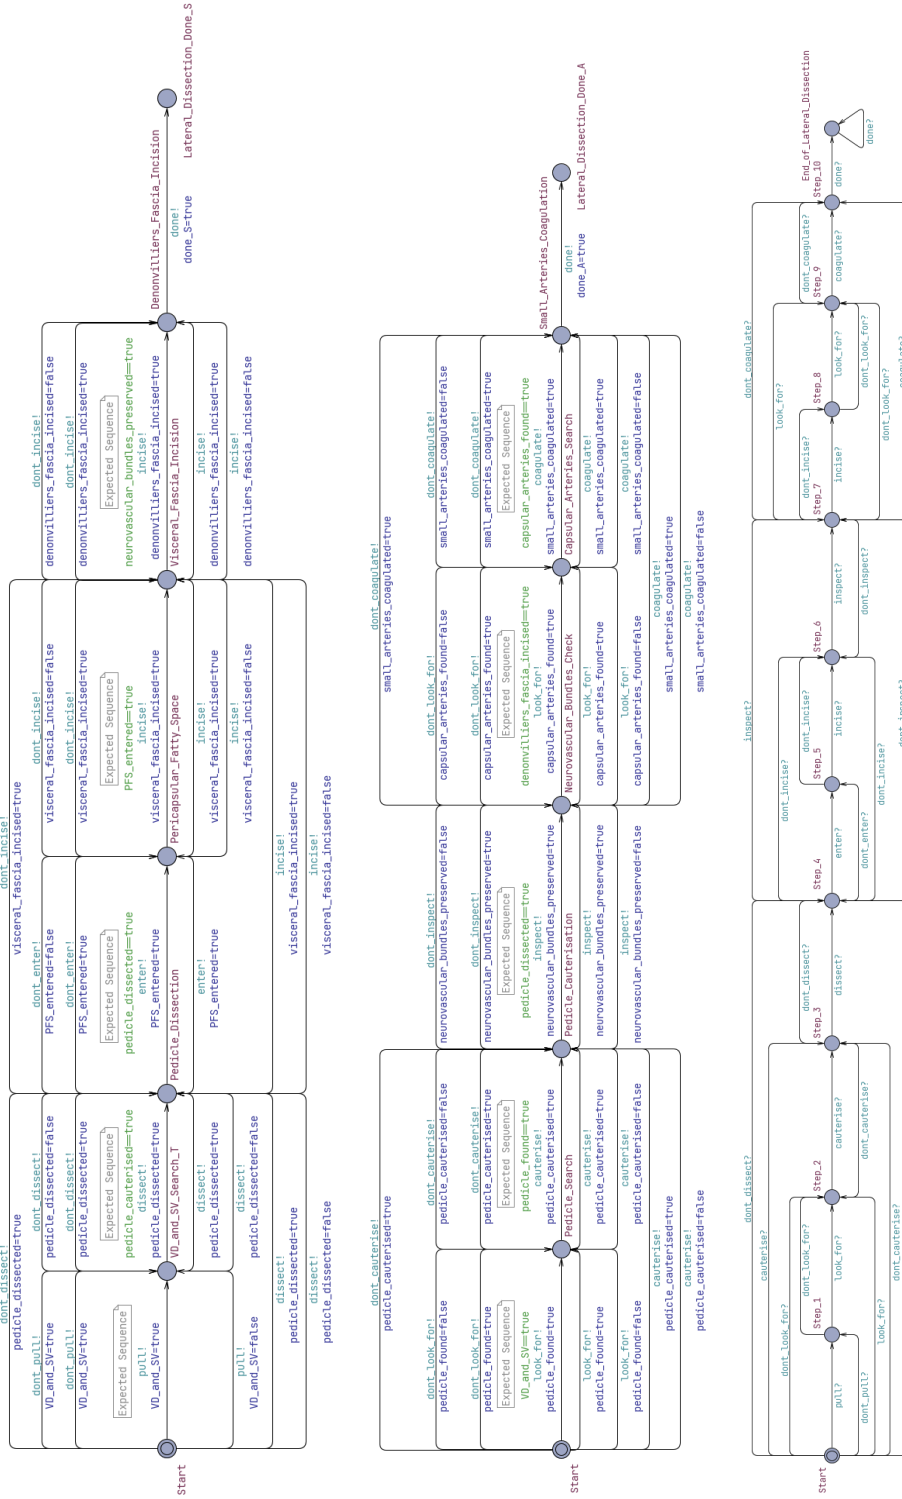 dont_dissect!
pedicle_dissected=true
dont_incise!
visceral_fascia_incised=true
dont_pull!
VD_and_SV=true
dont_pull!
VD_and_SV=true
Expected Sequence
pull!
VD_and_SV=true
pull!
VD_and_SV=false
Start
dont_dissect!
pedicle_dissected=false
dont_dissect!
pedicle_dissected=true
Expected Sequence
pedicle_cauterised==true
dissect!
pedicle_dissected=true
VD_and_SV_Search_T
dissect!
pedicle_dissected=true
dissect!
pedicle_dissected=false
dissect!
pedicle_dissected=true
dissect!
pedicle_dissected=false
dont_enter!
PFS_entered=false
dont_enter!
PFS_entered=true
Expected Sequence
pedicle_dissected==true
enter!
PFS_entered=true
Pedicle_Dissection
enter!
PFS_entered=true
dont_incise!
visceral_fascia_incised=false
dont_incise!
visceral_fascia_incised=true
Expected Sequence
PFS_entered==true
incise!
visceral_fascia_incised=true
Pericapsular_Fatty_Space
incise!
visceral_fascia_incised=true
incise!
visceral_fascia_incised=false
incise!
visceral_fascia_incised=true
incise!
visceral_fascia_incised=false
dont_incise!
denonvilliers_fascia_incised=false
dont_incise!
denonvilliers_fascia_incised=true
Expected Sequence
neurovascular_bundles_preserved==true
incise!
denonvilliers_fascia_incised=true
Visceral_Fascia_Incision
incise!
denonvilliers_fascia_incised=true
incise!
denonvilliers_fascia_incised=false
Denonvilliers_Fascia_Incision
done!
done_S=true
Lateral_Dissection_Done_S
dont_cauterise!
pedicle_cauterised=true
dont_coagulate!
small_arteries_coagulated=true
dont_look_for!
pedicle_found=false
dont_look_for!
pedicle_found=true
Expected Sequence
VD_and_SV==true
look_for!
pedicle_found=true
Start
look_for!
pedicle_found=true
look_for!
pedicle_found=false
dont_cauterise!
pedicle_cauterised=false
dont_cauterise!
pedicle_cauterised=true
Expected Sequence
pedicle_found==true
cauterise!
pedicle_cauterised=true
Pedicle_Search
cauterise!
pedicle_cauterised=true
cauterise!
pedicle_cauterised=false
cauterise!
pedicle_cauterised=true
cauterise!
pedicle_cauterised=false
dont_inspect!
neurovascular_bundles_preserved=false
dont_inspect!
neurovascular_bundles_preserved=true
Expected Sequence
pedicle_dissected==true
inspect!
neurovascular_bundles_preserved=true
Pedicle_Cauterisation
inspect!
neurovascular_bundles_preserved=true
inspect!
neurovascular_bundles_preserved=false
dont_look_for!
capsular_arteries_found=false
dont_look_for!
capsular_arteries_found=true
Expected Sequence
denonvilliers_fascia_incised==true
look_for!
capsular_arteries_found=true
Neurovascular_Bundles_Check
look_for!
capsular_arteries_found=true
look_for!
capsular_arteries_found=false
coagulate!
small_arteries_coagulated=true
coagulate!
small_arteries_coagulated=false
dont_coagulate!
small_arteries_coagulated=false
dont_coagulate!
small_arteries_coagulated=true
Expected Sequence
capsular_arteries_found==true
coagulate!
small_arteries_coagulated=true
Capsular_Arteries_Search
coagulate!
small_arteries_coagulated=true
coagulate!
small_arteries_coagulated=false
Small_Arteries_Coagulation
done!
done_A=true
Lateral_Dissection_Done_A
dont_dissect?
inspect?
dont_coagulate?
cauterise?
dont_look_for?
dont_look_for?
Start
Step_1
pull?
look_for?
dont_pull?
look_for?
dont_cauterise?
Step_2
cauterise?
dont_cauterise?
Step_3
dont_dissect?
dissect?
Step_4
dont_incise?
enter?
dont_enter?
dont_incise?
Step_5
dont_incise?
incise?
Step_6
inspect?
dont_inspect?
Step_7
look_for?
dont_incise?
incise?
dont_look_for?
Step_8
look_for?
dont_look_for?
Step_9
dont_coagulate?
coagulate?
Step_10
done?
End_of_Lateral_Dissection
done?